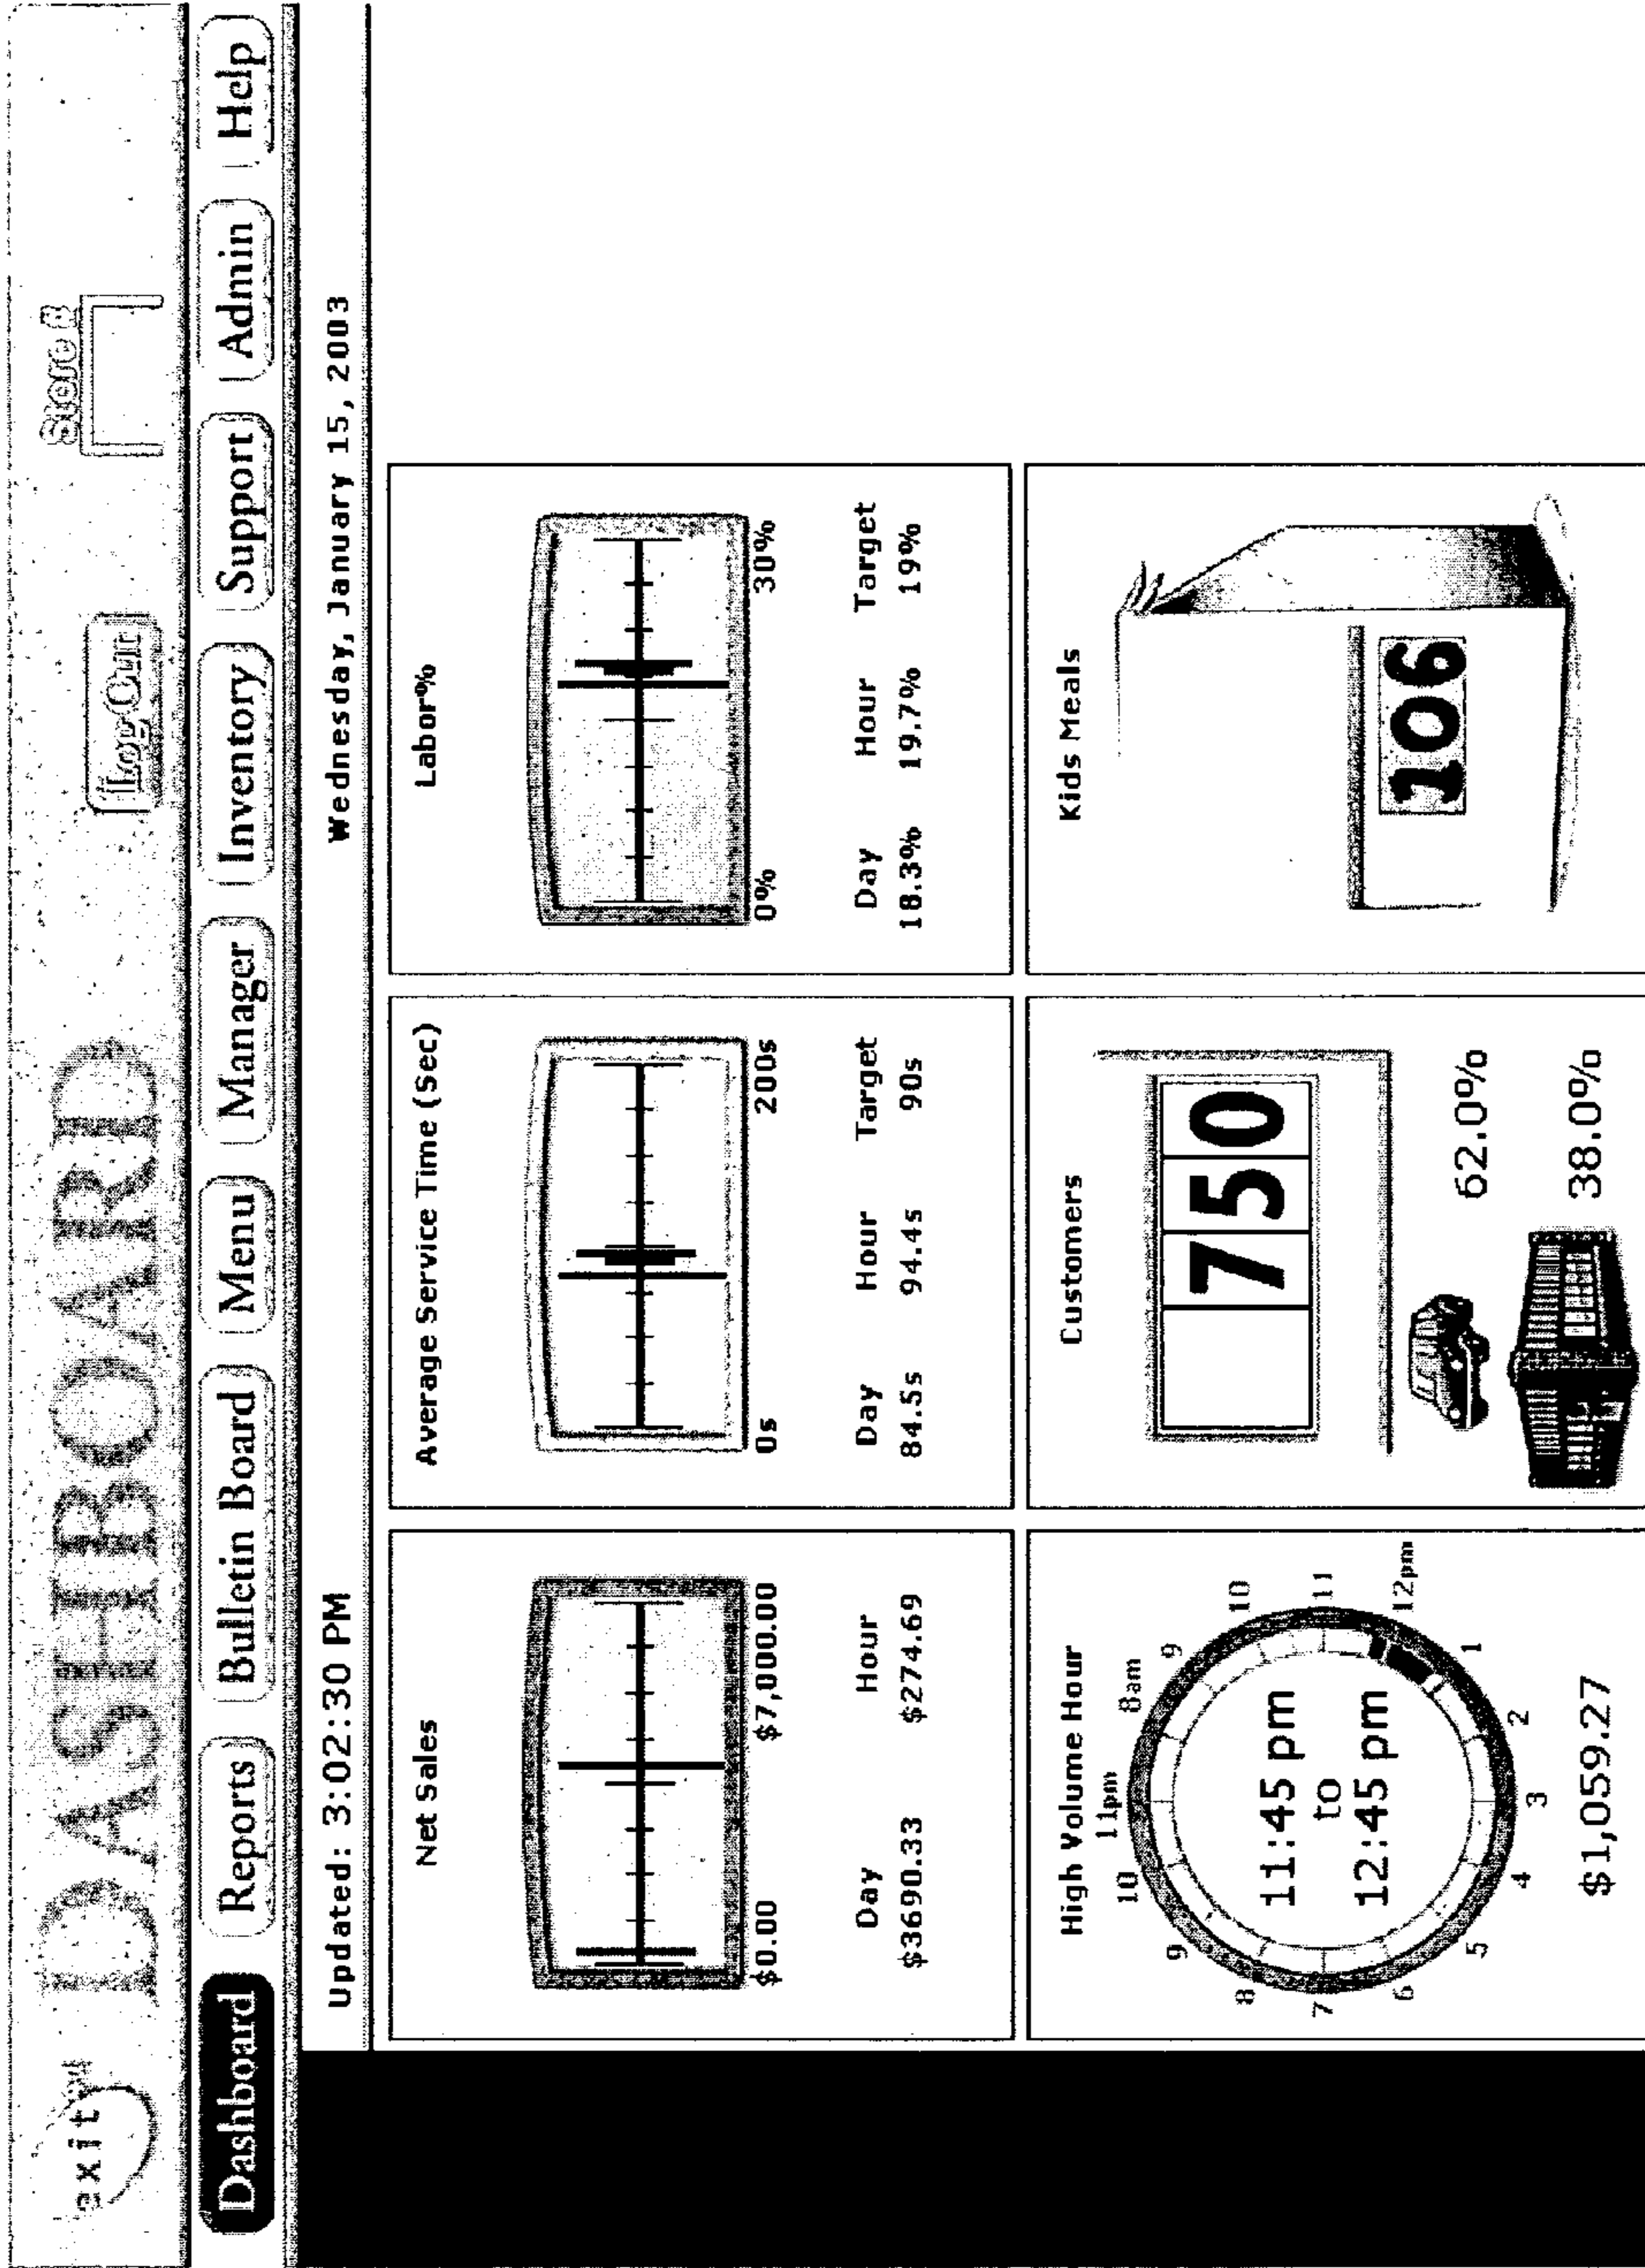 exit
DASHBOARD
Log Out
Store #
Dashboard Reports Bulletin Board Menu Manager Inventory Support Admin Help
Updated: 3:02:30 PM
Wednesday, January 15, 2003
Net Sales
$0.00 $7,000.00
Day Hour
$3690.33 $274.69
Average Service Time (Sec)
0s 200s
Day Hour Target
84.5s 94.4s 90s
Labor%
0% 30%
Day Hour Target
18.3% 19.7% 19%
High Volume Hour
11pm 8am
10 9
9 10
8 11
7 12pm
6 1
5 2
4 3
11:45 pm
to
12:45 pm
$1,059.27
Customers
750
62.0%
38.0%
Kids Meals
106